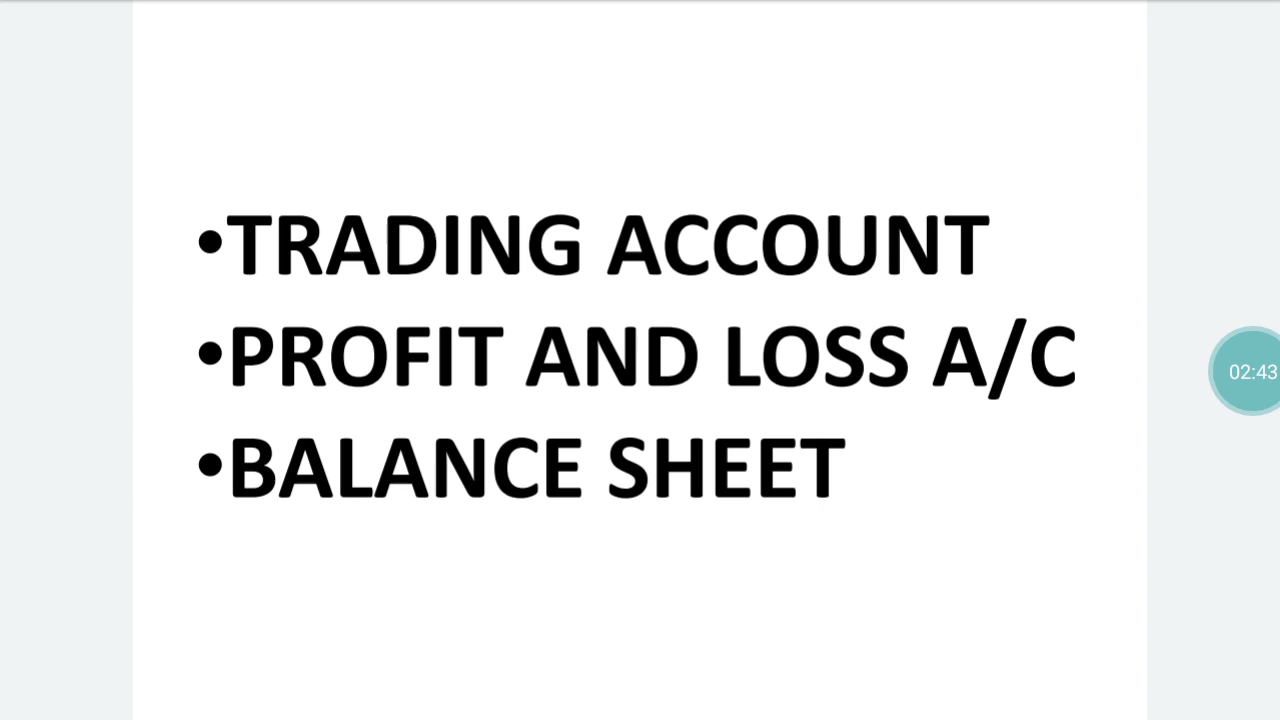 •TRADING ACCOUNT
•PROFIT AND LOSS A/C
02:43
•BALANCE SHEET